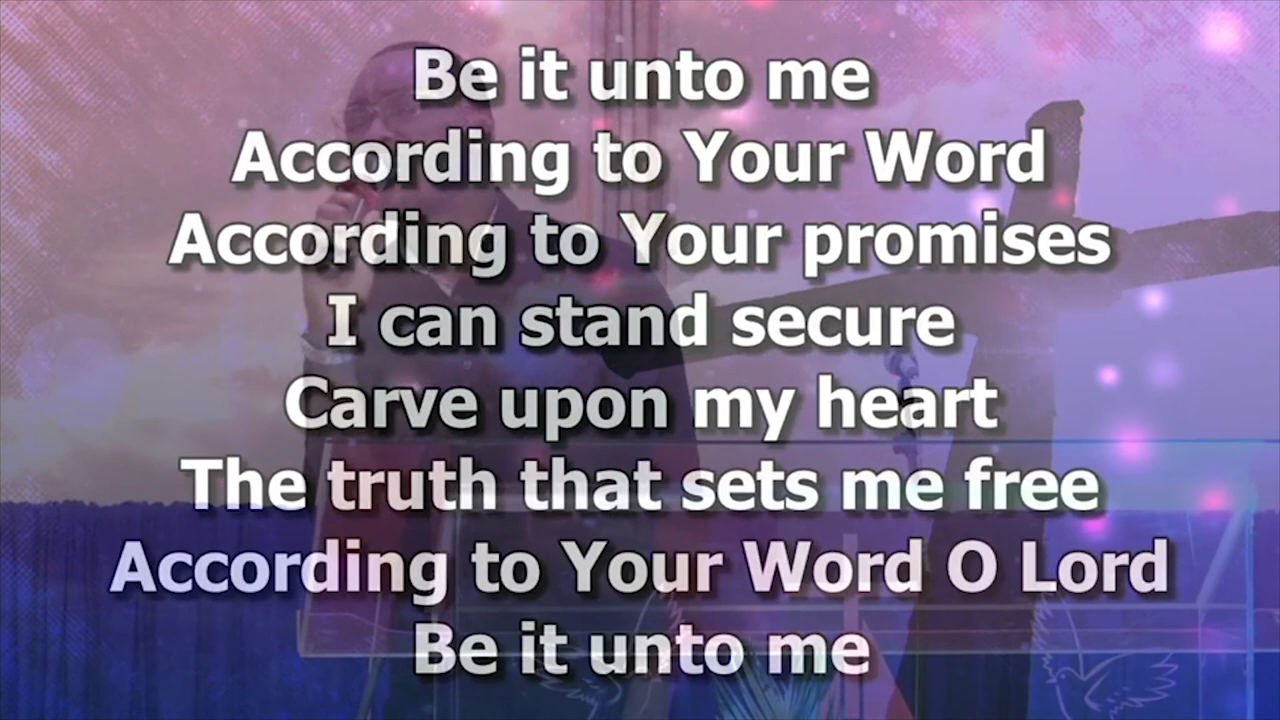 Be it unto me
According to Your Word
According to Your promises
I can stand secure
Carve upon my heart
The truth that sets me free
According to Your Word O Lord
Be it unto me